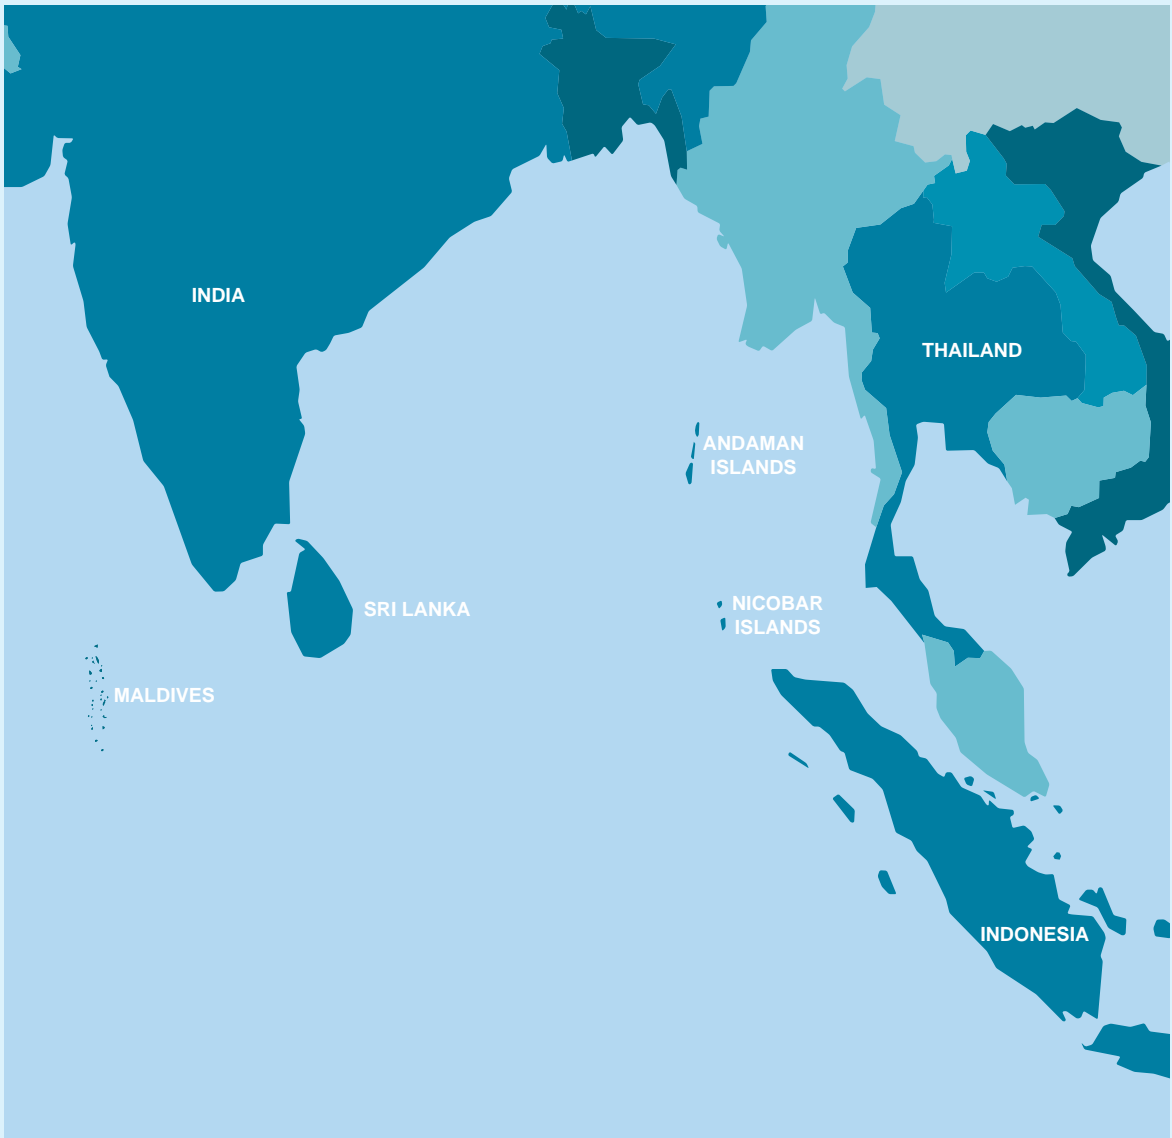 INDIA
THAILAND
ANDAMAN
ISLANDS
NICOBAR
ISLANDS
SRI LANKA
MALDIVES
INDONESIA